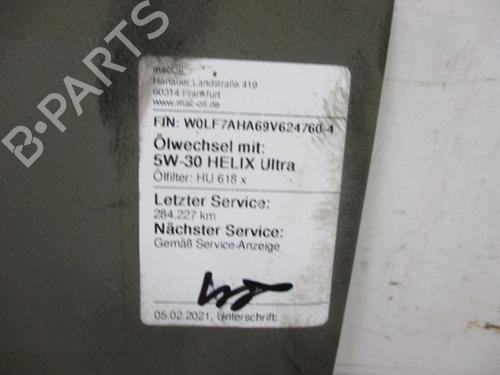 B-PARTS
macOIL
Hanauer Landstraße 419
60314 Frankfurt
www.mac-oil.de
FIN: W0LF7AHA69V624760-4
Ölwechsel mit:
5W-30 HELIX Ultra
Ölfilter: HU 618 x
Letzter Service:
284.227 km
Nächster Service:
Gemäß Service-Anzeige
05.02.2021, Unterschrift: